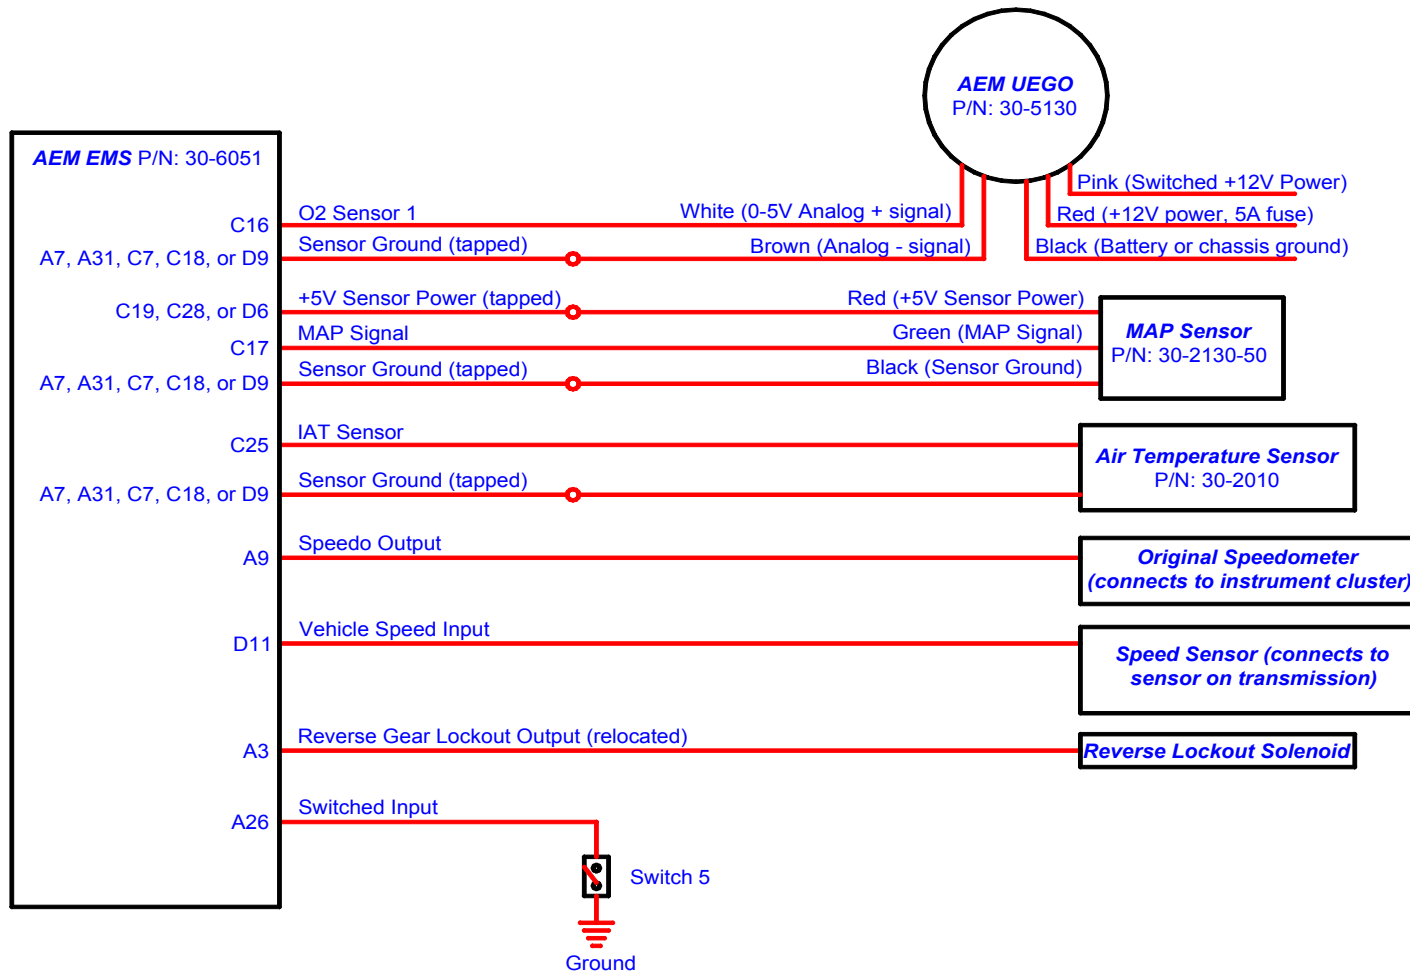 AEM UEGO
P/N: 30-5130
AEM EMS P/N: 30-6051
Pink (Switched +12V Power)
C16 O2 Sensor 1 White (0-5V Analog + signal) Red (+12V power, 5A fuse)
A7, A31, C7, C18, or D9 Sensor Ground (tapped) Brown (Analog - signal) Black (Battery or chassis ground)
C19, C28, or D6 +5V Sensor Power (tapped) Red (+5V Sensor Power)
C17 MAP Signal Green (MAP Signal)
MAP Sensor
P/N: 30-2130-50
A7, A31, C7, C18, or D9 Sensor Ground (tapped) Black (Sensor Ground)
C25 IAT Sensor
Air Temperature Sensor
P/N: 30-2010
A7, A31, C7, C18, or D9 Sensor Ground (tapped)
A9 Speedo Output
Original Speedometer
(connects to instrument cluster)
D11 Vehicle Speed Input
Speed Sensor (connects to
sensor on transmission)
A3 Reverse Gear Lockout Output (relocated) Reverse Lockout Solenoid
A26 Switched Input
Switch 5
Ground